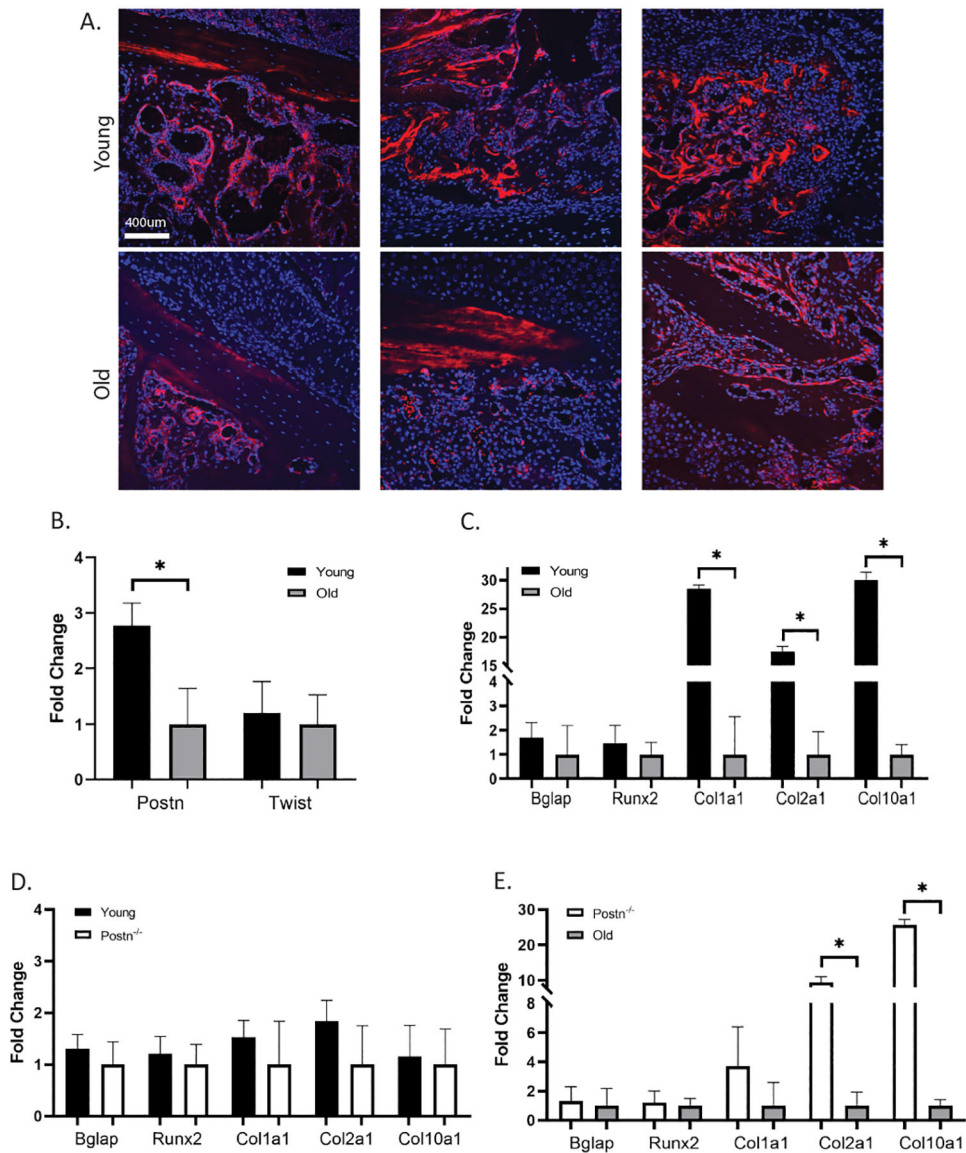 A.
Young
400um
Old
B.
Fold Change
4
3
2
1
0
*
Young
Old
Postn
Twist
C.
Fold Change
30
25
20
15
4
3
2
1
0
Young
Old
*
*
*
Bglap
Runx2
Col1a1
Col2a1
Col10a1
D.
Fold Change
4
3
2
1
0
Young
Postn-/-
Bglap
Runx2
Col1a1
Col2a1
Col10a1
E.
Fold Change
30
20
10
8
6
4
2
0
Postn-/-
Old
*
*
Bglap
Runx2
Col1a1
Col2a1
Col10a1